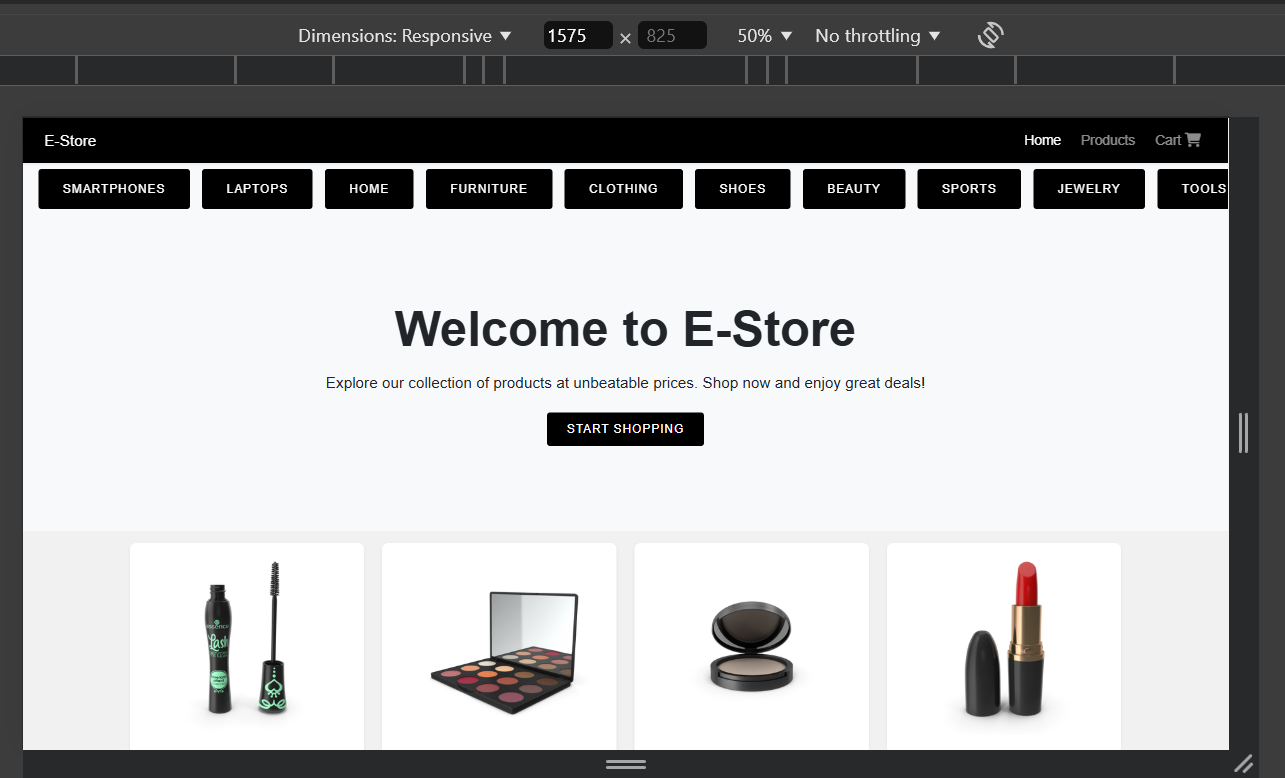 Dimensions: Responsive ▼ 1575 × 825 50% ▼ No throttling ▼
E-Store Home Products Cart
SMARTPHONES LAPTOPS HOME FURNITURE CLOTHING SHOES BEAUTY SPORTS JEWELRY TOOLS
Welcome to E-Store
Explore our collection of products at unbeatable prices. Shop now and enjoy great deals!
START SHOPPING
essence
Lash